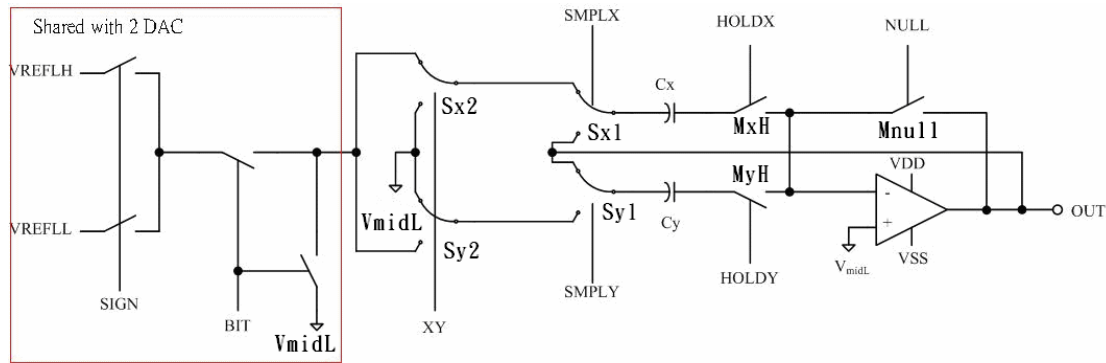 Shared with 2 DAC
SMPLX
HOLDX
NULL
VREFLH
Cx
Sx2
Sx1
MxH
Mnull
MyH
VDD
VmidL
Sy1
Cy
-
+
OUT
VREFLL
Sy2
VmidL
VSS
SIGN
BIT
VmidL
XY
SMPLY
HOLDY